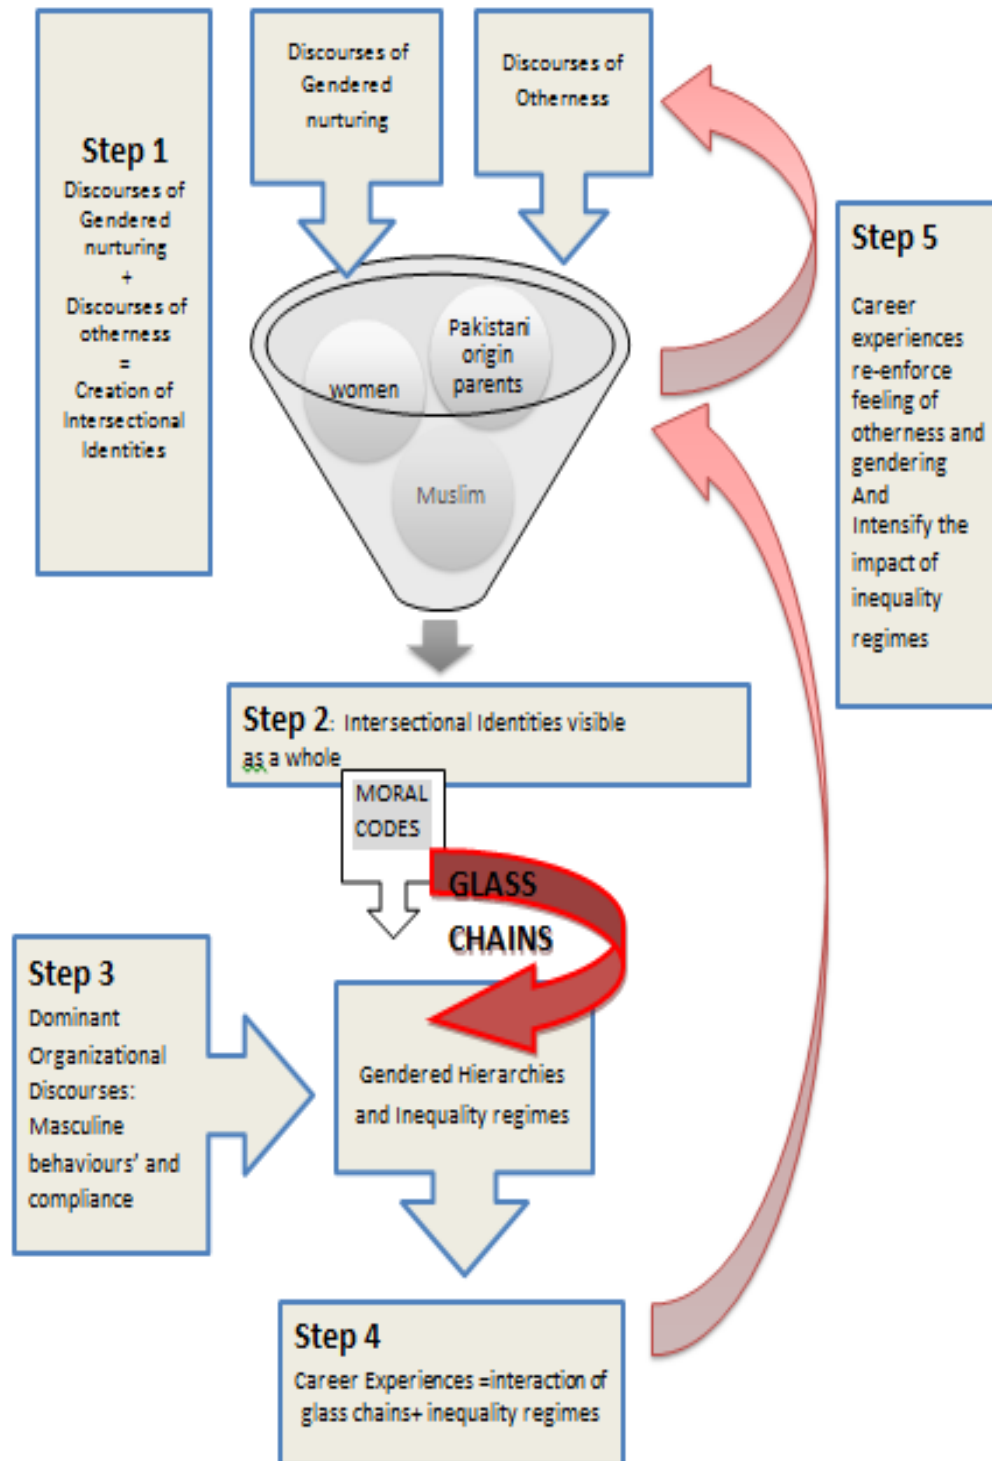 Step 1
Discourses of
Gendered
nurturing
+
Discourses of
otherness
=
Creation of
Intersectional
Identities
Discourses of
Gendered
nurturing
Discourses of
Otherness
women
Pakistani
origin
parents
Muslim
Step 2: Intersectional Identities visible
as a whole
MORAL
CODES
GLASS
CHAINS
Step 3
Dominant
Organizational
Discourses:
Masculine
behaviours’ and
compliance
Gendered Hierarchies
and Inequality regimes
Step 4
Career Experiences =interaction of
glass chains+ inequality regimes
Step 5
Career
experiences
re-enforce
feeling of
otherness and
gendering
And
Intensify the
impact of
inequality
regimes